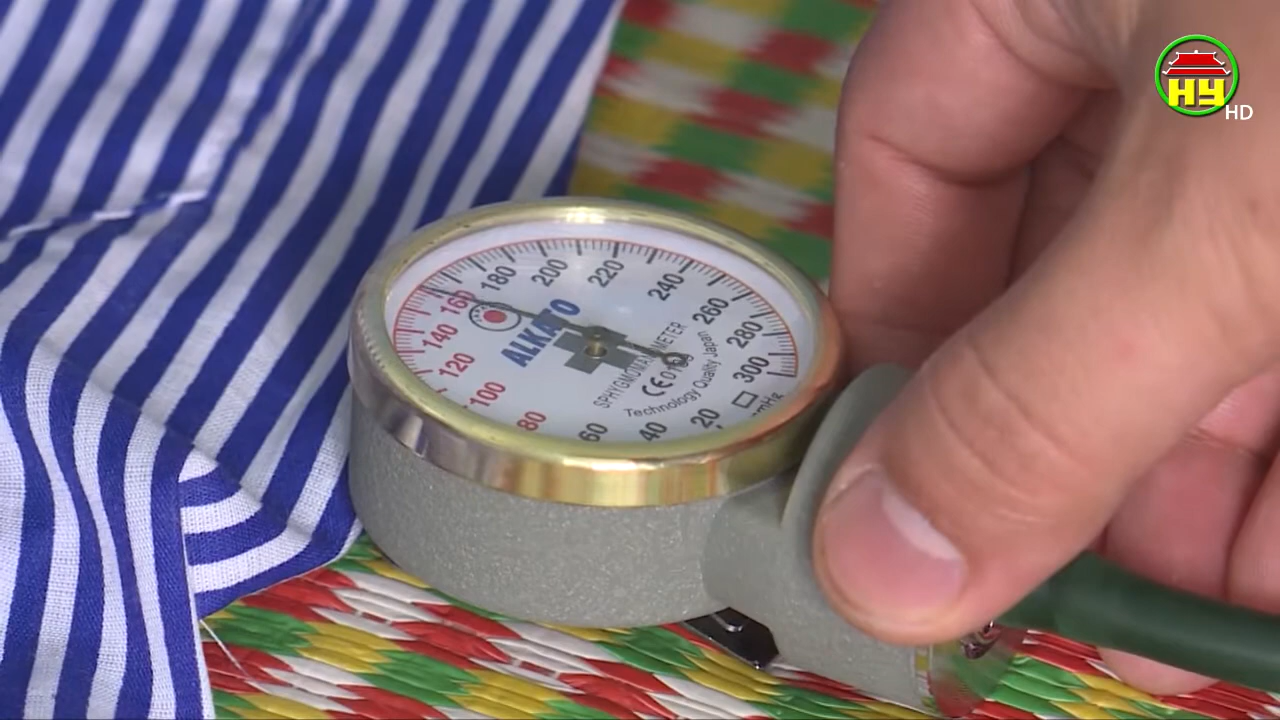 HY
HD
180
200
220
240
260
280
300
160
140
120
100
80
60
40
20
ALKATO
SPHYGMOMANOMETER
CE
Technology Quality Japan
mmHg